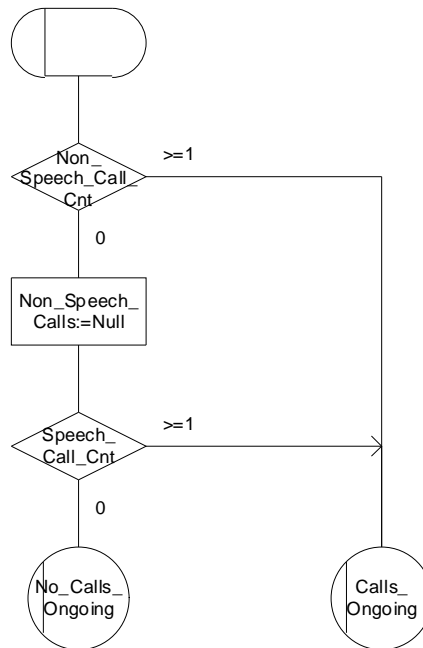 Non_
Speech_Call_
Cnt
>=1
0
Non_Speech_
Calls:=Null
Speech_
Call_Cnt
>=1
0
No_Calls_
Ongoing
Calls_
Ongoing